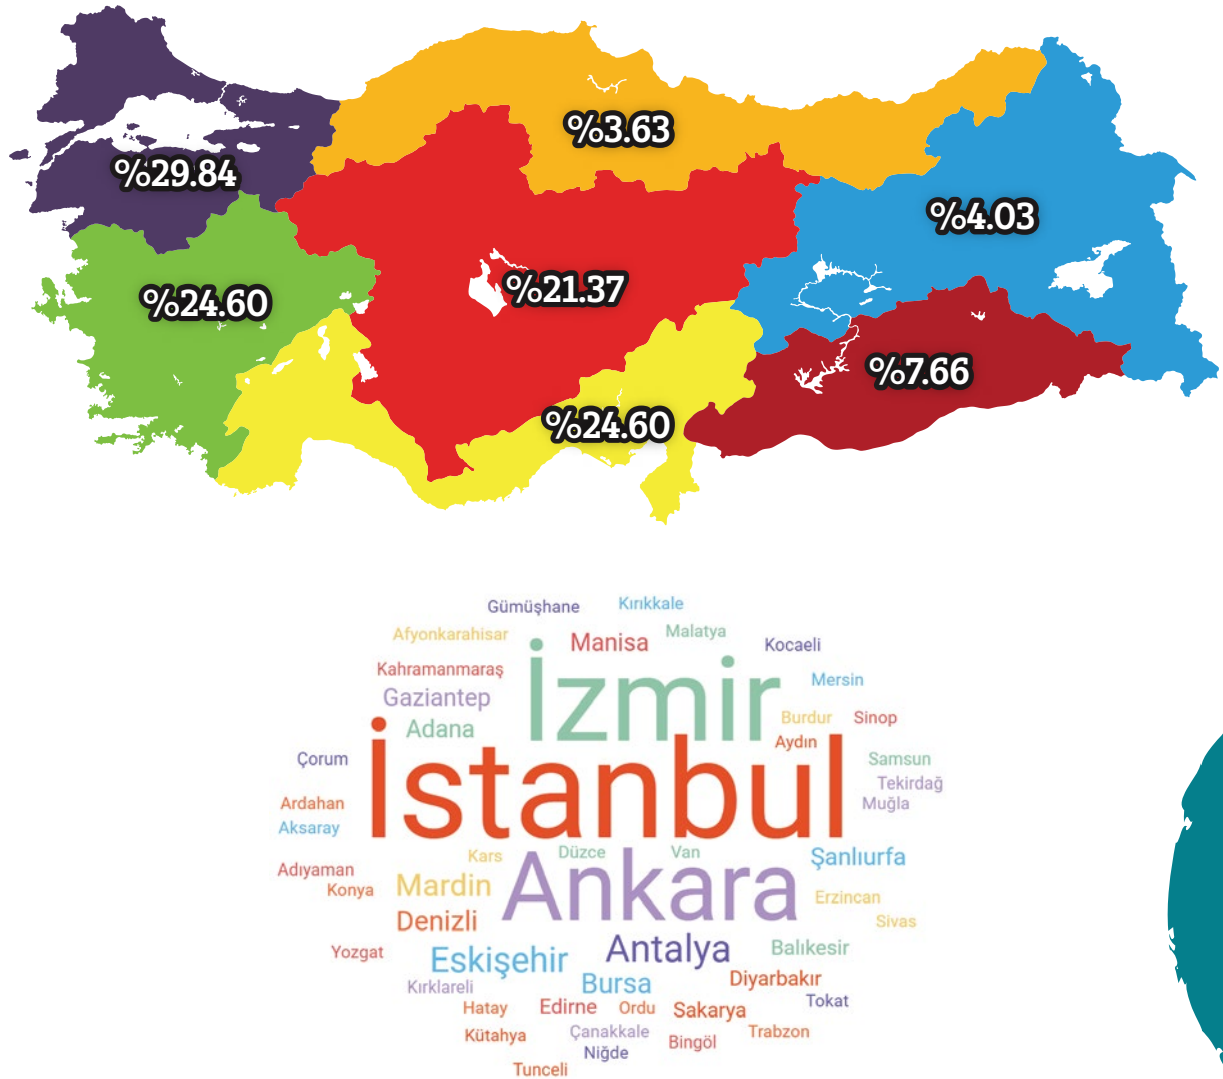 %3.63
%29.84
%4.03
%21.37
%24.60
%7.66
%24.60
Gümüşhane Kırıkkale
Afyonkarahisar Manisa Malatya Kocaeli
Kahramanmaraş İzmir Mersin
Gaziantep Burdur Sinop
Adana Aydın
Çorum İstanbul Samsun
Tekirdağ
Ardahan Muğla
Aksaray
Kars Düzce Van Şanlıurfa
Adıyaman Mardin Ankara Erzincan
Konya
Denizli Sivas
Yozgat Eskişehir Antalya Balıkesir
Kırklareli Bursa Diyarbakır
Hatay Edirne Ordu Sakarya Tokat
Kütahya Çanakkale Bingöl Trabzon
Niğde
Tunceli